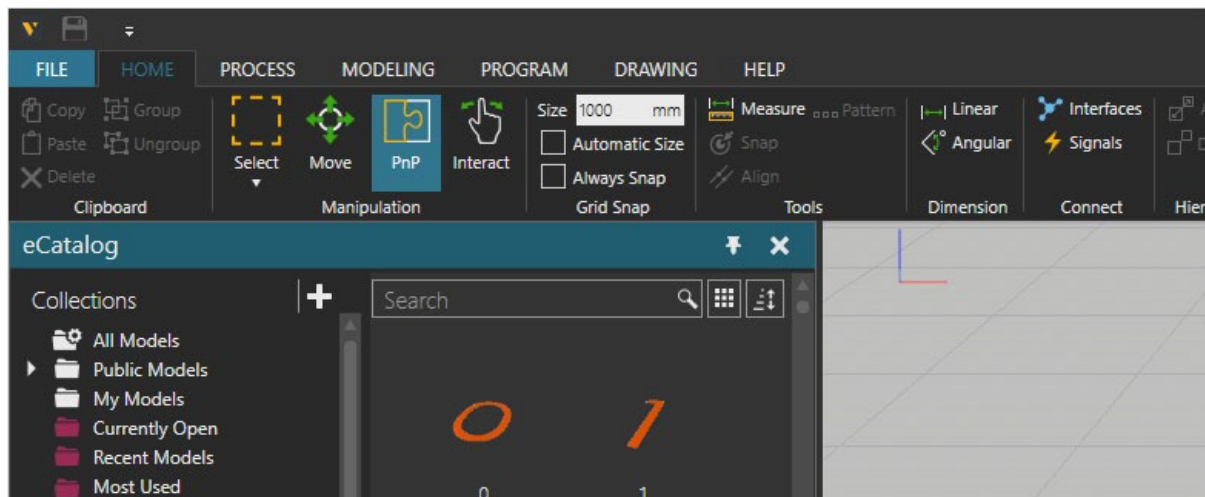 FILE HOME PROCESS MODELING PROGRAM DRAWING HELP
Copy Group
Paste Ungroup
Delete
Clipboard
Select Move PnP Interact
Manipulation
Size 1000 mm
Automatic Size
Always Snap
Grid Snap
Measure Pattern
Snap
Align
Tools
Linear
Angular
Dimension
Interfaces
Signals
Connect
eCatalog
Collections
All Models
Public Models
My Models
Currently Open
Recent Models
Most Used
Search
0 1
0 1